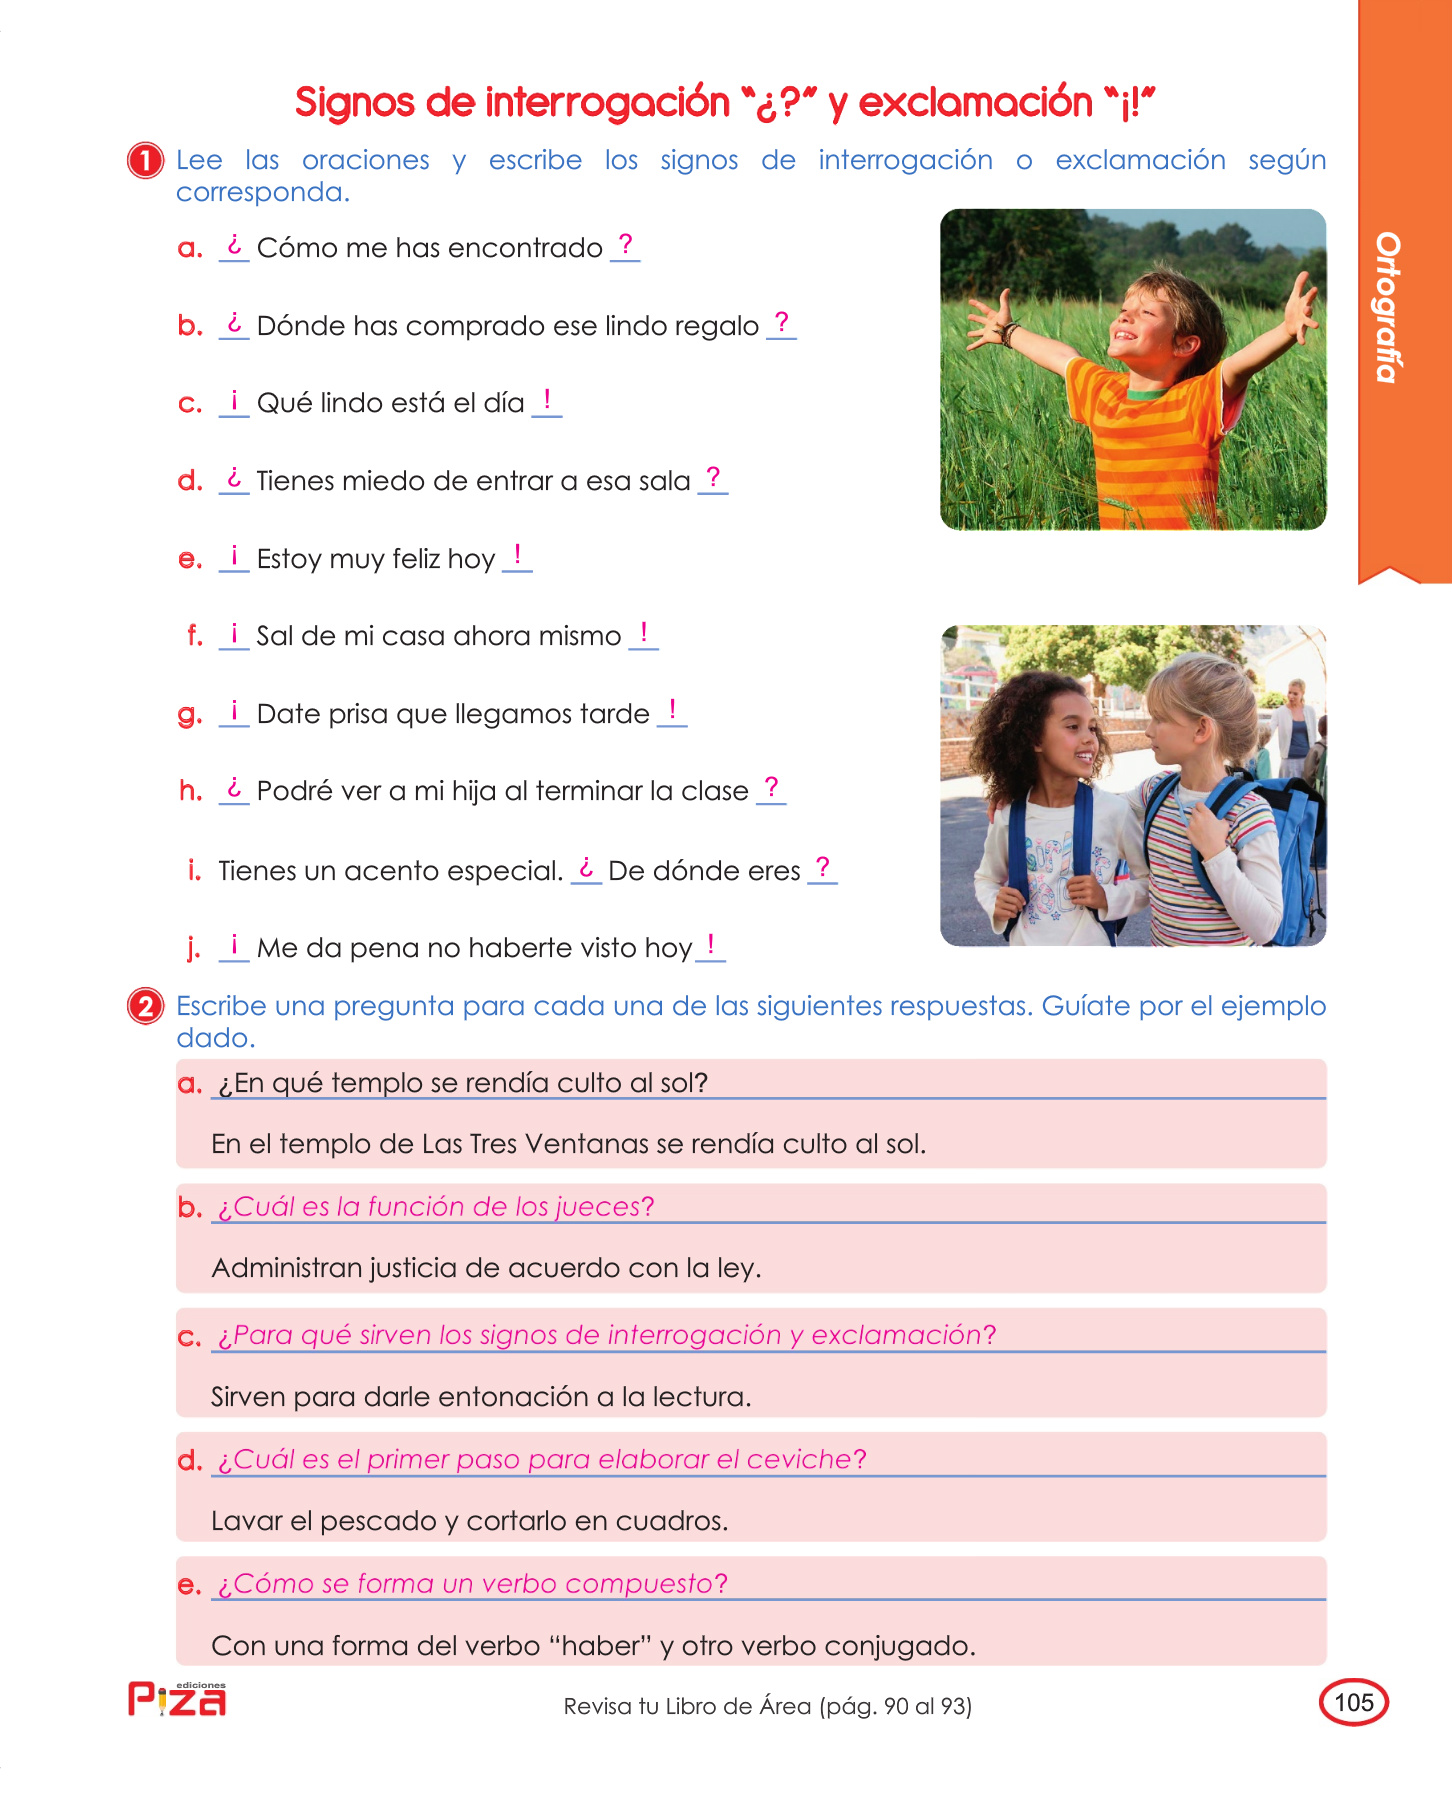 Signos de interrogación “¿?” y exclamación “¡!”
1 Lee las oraciones y escribe los signos de interrogación o exclamación según
corresponda.
a. ¿ Cómo me has encontrado ?
b. ¿ Dónde has comprado ese lindo regalo ?
c. ¡ Qué lindo está el día !
d. ¿ Tienes miedo de entrar a esa sala ?
e. ¡ Estoy muy feliz hoy !
f. ¡ Sal de mi casa ahora mismo !
g. ¡ Date prisa que llegamos tarde !
h. ¿ Podré ver a mi hija al terminar la clase ?
i. Tienes un acento especial. ¿ De dónde eres ?
j. ¡ Me da pena no haberte visto hoy !
Ortografía
2 Escribe una pregunta para cada una de las siguientes respuestas. Guíate por el ejemplo
dado.
a. ¿En qué templo se rendía culto al sol?
En el templo de Las Tres Ventanas se rendía culto al sol.
b. ¿Cuál es la función de los jueces?
Administran justicia de acuerdo con la ley.
c. ¿Para qué sirven los signos de interrogación y exclamación?
Sirven para darle entonación a la lectura.
d. ¿Cuál es el primer paso para elaborar el ceviche?
Lavar el pescado y cortarlo en cuadros.
e. ¿Cómo se forma un verbo compuesto?
Con una forma del verbo “haber” y otro verbo conjugado.
ediciones
Piza
Revisa tu Libro de Área (pág. 90 al 93)
105